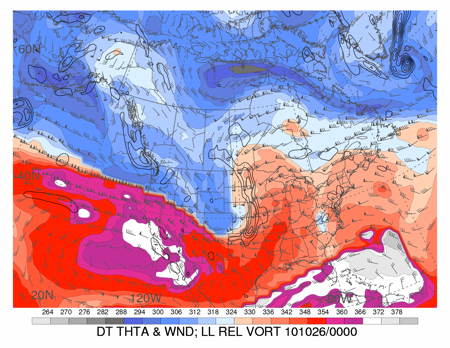 60N
40N
20N
120W
80W
264 270 276 282 288 294 300 306 312 318 324 330 336 342 348 354 360 366 372 378
DT THTA & WND; LL REL VORT 101026/0000